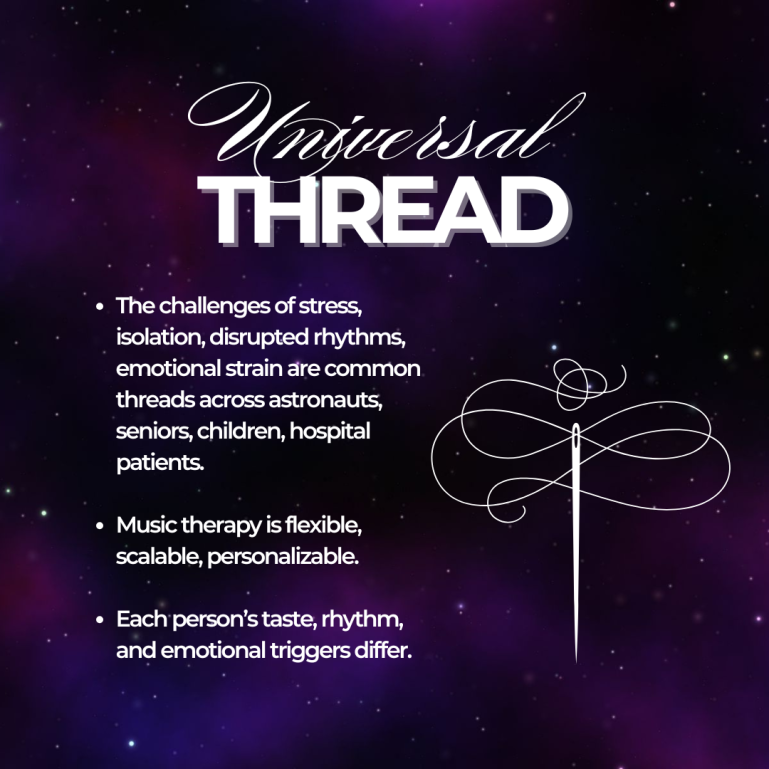 Universal
THREAD
• The challenges of stress,
isolation, disrupted rhythms,
emotional strain are common
threads across astronauts,
seniors, children, hospital
patients.
• Music therapy is flexible,
scalable, personalizable.
• Each person’s taste, rhythm,
and emotional triggers differ.